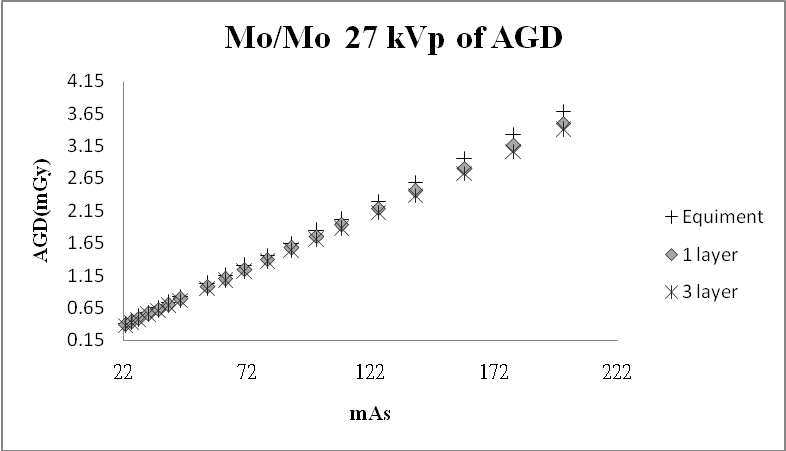 Mo/Mo 27 kVp of AGD
4.15
3.65
3.15
2.65
2.15
1.65
1.15
0.65
0.15
AGD(mGy)
22 72 122 172 222
mAs
Equiment
1 layer
3 layer